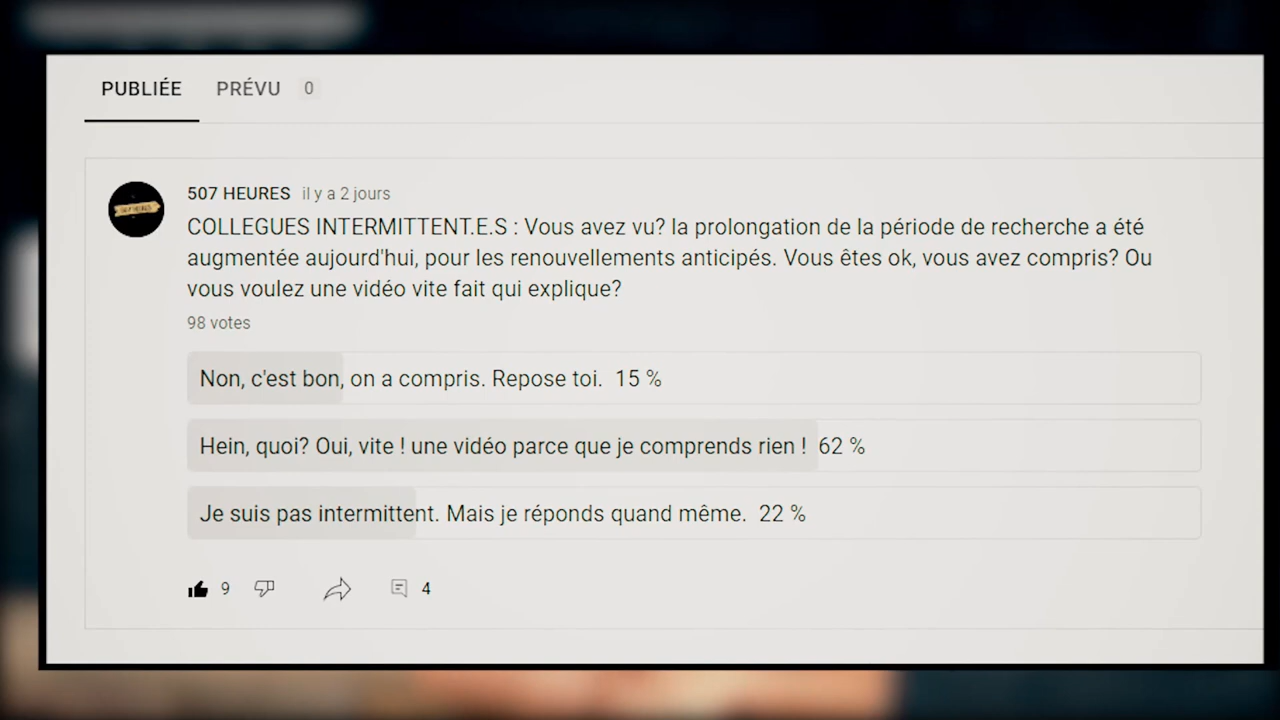 PUBLIÉE PRÉVU 0
507 HEURES il y a 2 jours
COLLEGUES INTERMITTENT.E.S : Vous avez vu? la prolongation de la période de recherche a été
augmentée aujourd'hui, pour les renouvellements anticipés. Vous êtes ok, vous avez compris? Ou
vous voulez une vidéo vite fait qui explique?
98 votes
Non, c'est bon, on a compris. Repose toi. 15 %
Hein, quoi? Oui, vite ! une vidéo parce que je comprends rien ! 62 %
Je suis pas intermittent. Mais je réponds quand même. 22 %
9 4